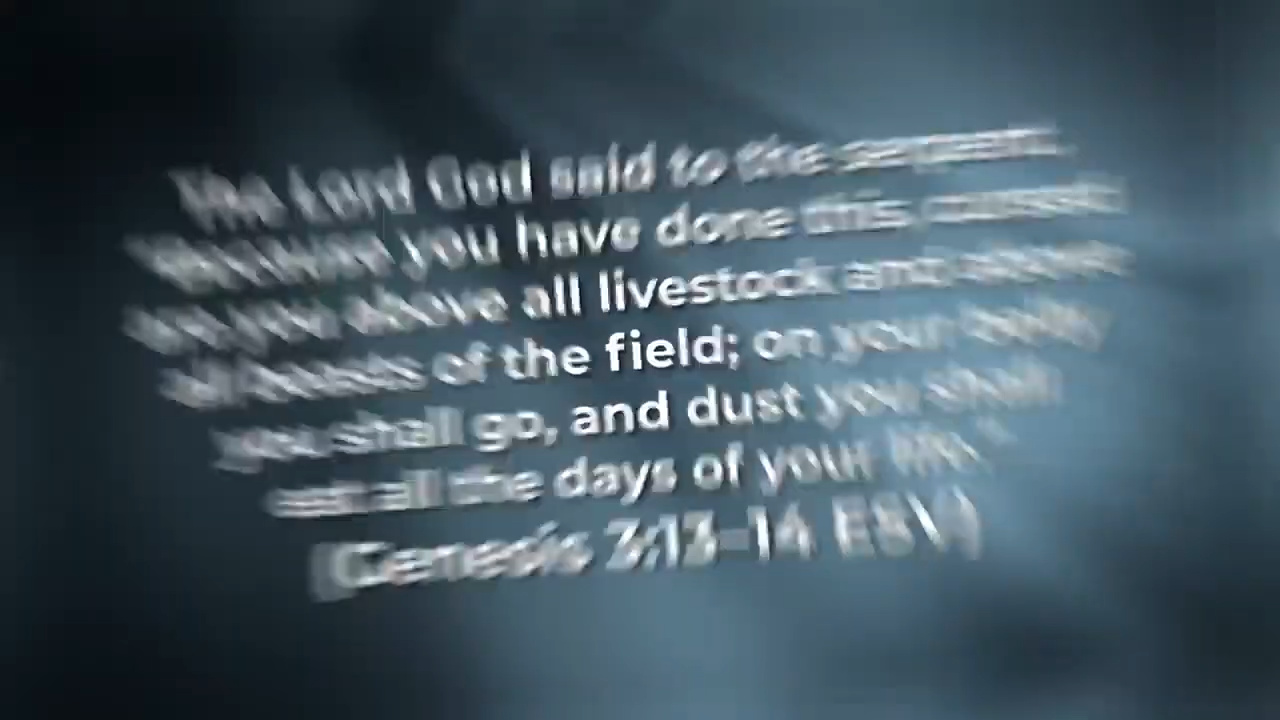 The Lord God said to the serpent,
"Because you have done this, cursed
are you above all livestock and above
all beasts of the field; on your belly
you shall go, and dust you shall
eat all the days of your life."
(Genesis 3:13–14 ESV)